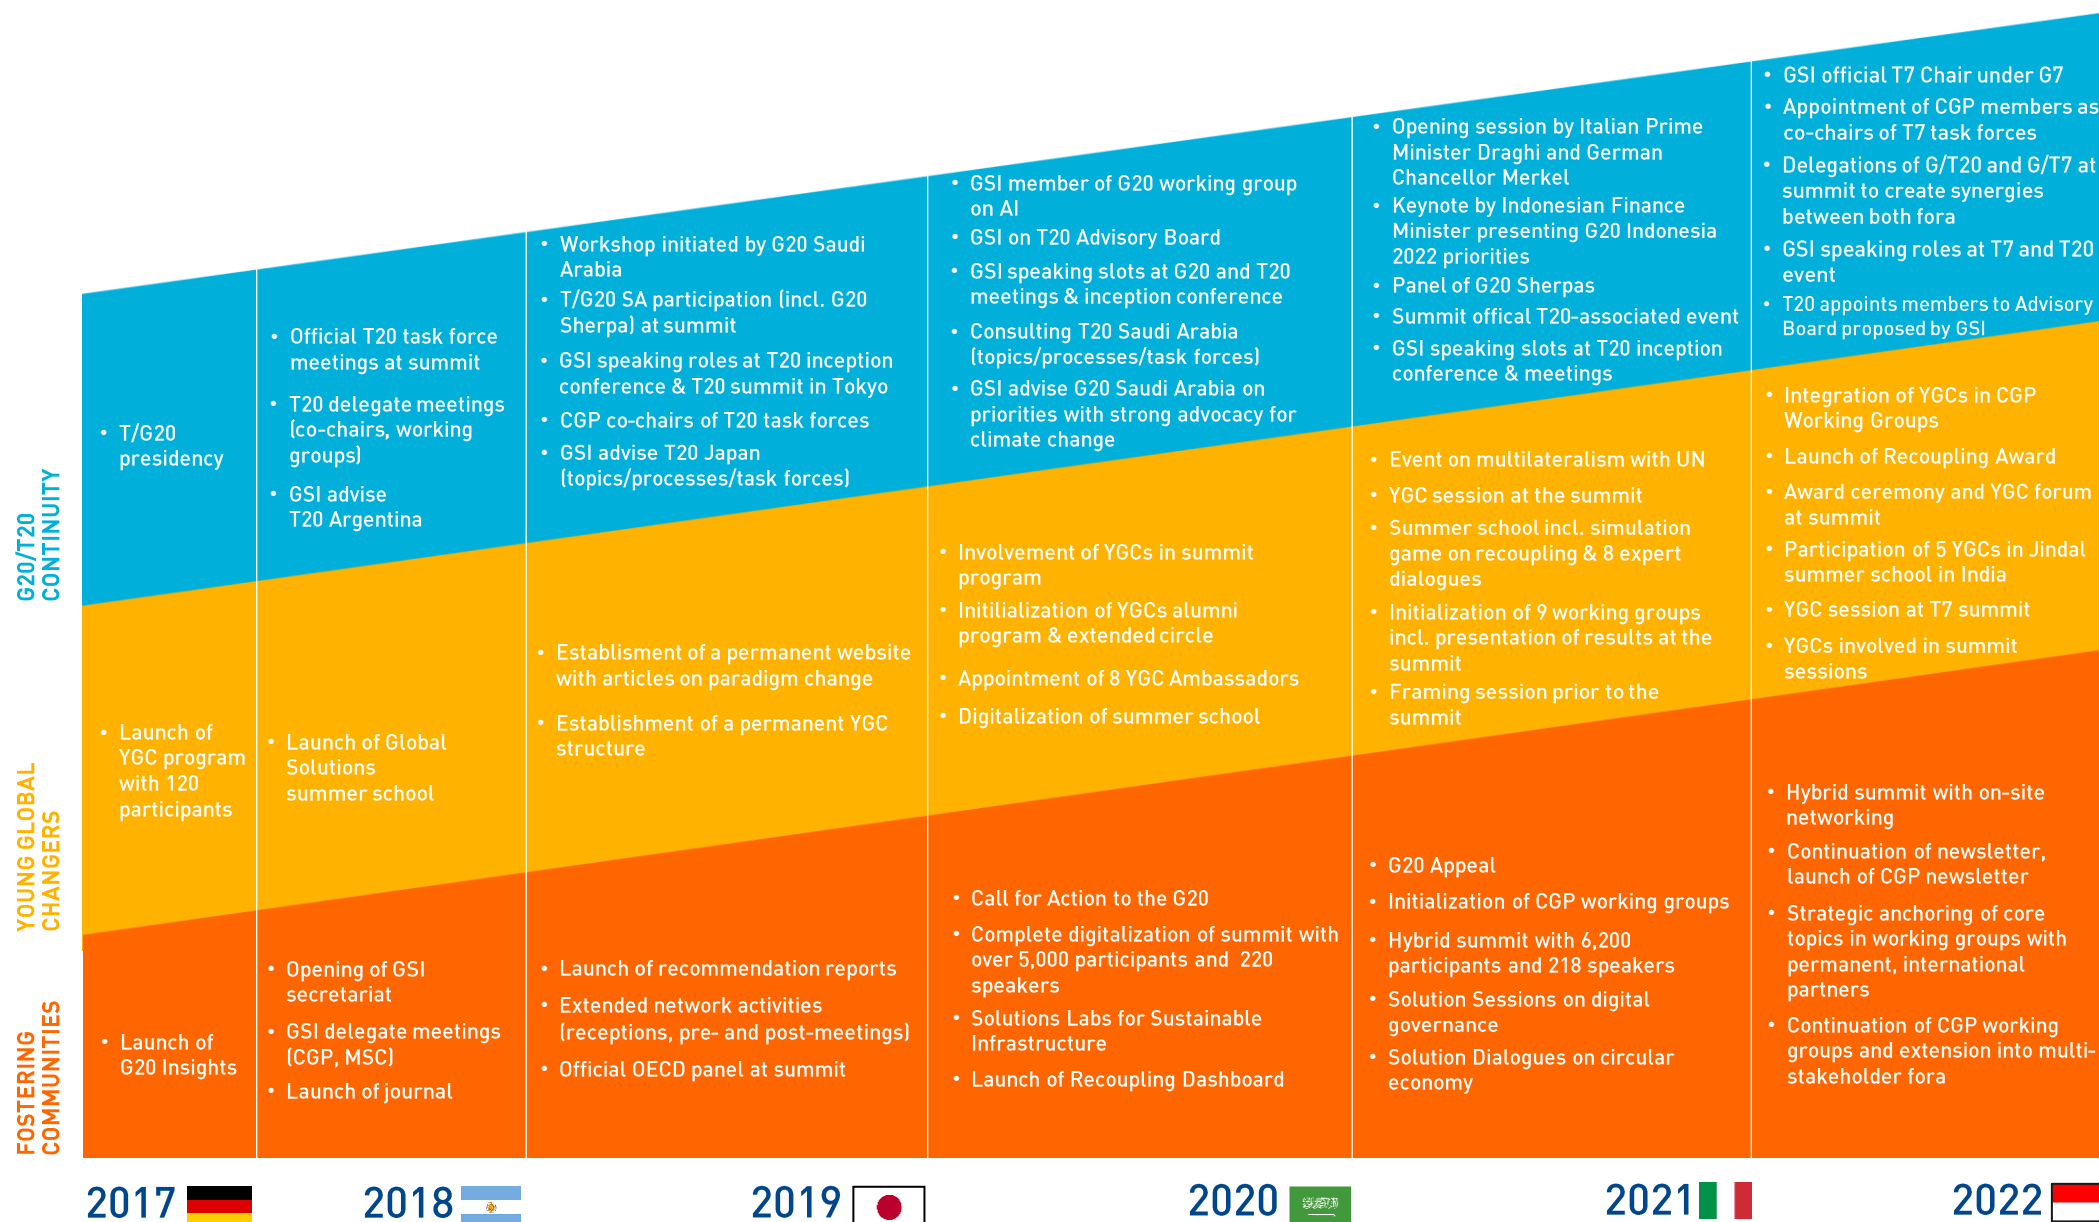 G20/T20
CONTINUITY
• T/G20
presidency
• Official T20 task force
meetings at summit
• T20 delegate meetings
(co-chairs, working
groups)
• GSI advise
T20 Argentina
• Workshop initiated by G20 Saudi
Arabia
• T/G20 SA participation (incl. G20
Sherpa) at summit
• GSI speaking roles at T20 inception
conference & T20 summit in Tokyo
• CGP co-chairs of T20 task forces
• GSI advise T20 Japan
(topics/processes/task forces)
• GSI member of G20 working group
on AI
• GSI on T20 Advisory Board
• GSI speaking slots at G20 and T20
meetings & inception conference
• Consulting T20 Saudi Arabia
(topics/processes/task forces)
• GSI advise G20 Saudi Arabia on
priorities with strong advocacy for
climate change
• Opening session by Italian Prime
Minister Draghi and German
Chancellor Merkel
• Keynote by Indonesian Finance
Minister presenting G20 Indonesia
2022 priorities
• Panel of G20 Sherpas
• Summit offical T20-associated event
• GSI speaking slots at T20 inception
conference & meetings
• GSI official T7 Chair under G7
• Appointment of CGP members as
co-chairs of T7 task forces
• Delegations of G/T20 and G/T7 at
summit to create synergies
between both fora
• GSI speaking roles at T7 and T20
event
• T20 appoints members to Advisory
Board proposed by GSI
YOUNG GLOBAL
CHANGERS
• Launch of
YGC program
with 120
participants
• Launch of Global
Solutions
summer school
• Establisment of a permanent website
with articles on paradigm change
• Establishment of a permanent YGC
structure
• Involvement of YGCs in summit
program
• Initilialization of YGCs alumni
program & extended circle
• Appointment of 8 YGC Ambassadors
• Digitalization of summer school
• Event on multilateralism with UN
• YGC session at the summit
• Summer school incl. simulation
game on recoupling & 8 expert
dialogues
• Initialization of 9 working groups
incl. presentation of results at the
summit
• Framing session prior to the
summit
• Integration of YGCs in CGP
Working Groups
• Launch of Recoupling Award
• Award ceremony and YGC forum
at summit
• Participation of 5 YGCs in Jindal
summer school in India
• YGC session at T7 summit
• YGCs involved in summit
sessions
FOSTERING
COMMUNITIES
• Launch of
G20 Insights
• Opening of GSI
secretariat
• GSI delegate meetings
(CGP, MSC)
• Launch of journal
• Launch of recommendation reports
• Extended network activities
(receptions, pre- and post-meetings)
• Official OECD panel at summit
• Call for Action to the G20
• Complete digitalization of summit with
over 5,000 participants and 220
speakers
• Solutions Labs for Sustainable
Infrastructure
• Launch of Recoupling Dashboard
• G20 Appeal
• Initialization of CGP working groups
• Hybrid summit with 6,200
participants and 218 speakers
• Solution Sessions on digital
governance
• Solution Dialogues on circular
economy
• Hybrid summit with on-site
networking
• Continuation of newsletter,
launch of CGP newsletter
• Strategic anchoring of core
topics in working groups with
permanent, international
partners
• Continuation of CGP working
groups and extension into multi-
stakeholder fora
2017
2018
2019
2020
2021
2022